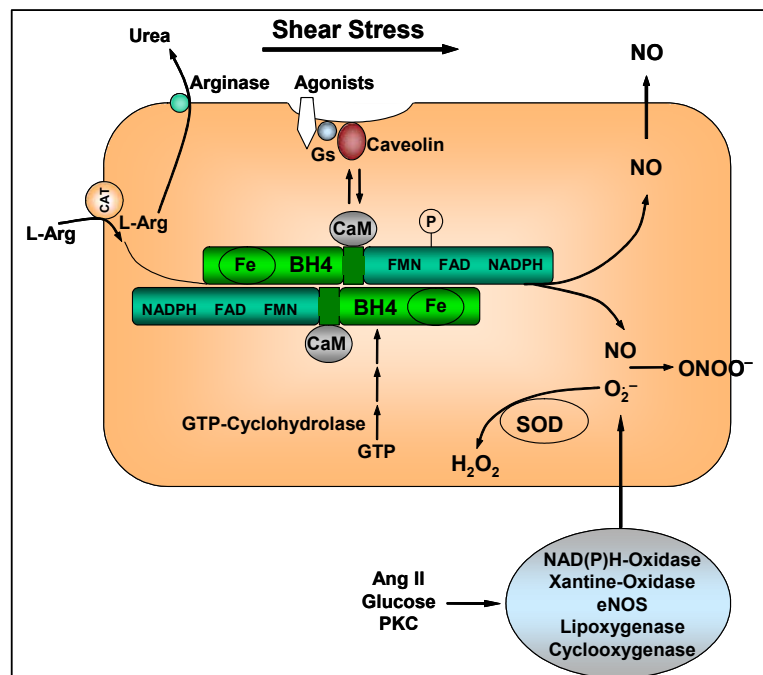 Shear Stress
Urea
NO
Arginase
Agonists
Gs
Caveolin
NO
CAT
L-Arg
L-Arg
CaM
P
Fe BH4 FMN FAD NADPH
NADPH FAD FMN BH4 Fe
CaM
NO
ONOO⁻
O₂⁻
GTP-Cyclohydrolase
SOD
GTP
H₂O₂
NAD(P)H-Oxidase
Xantine-Oxidase
eNOS
Lipoxygenase
Cyclooxygenase
Ang II
Glucose
PKC